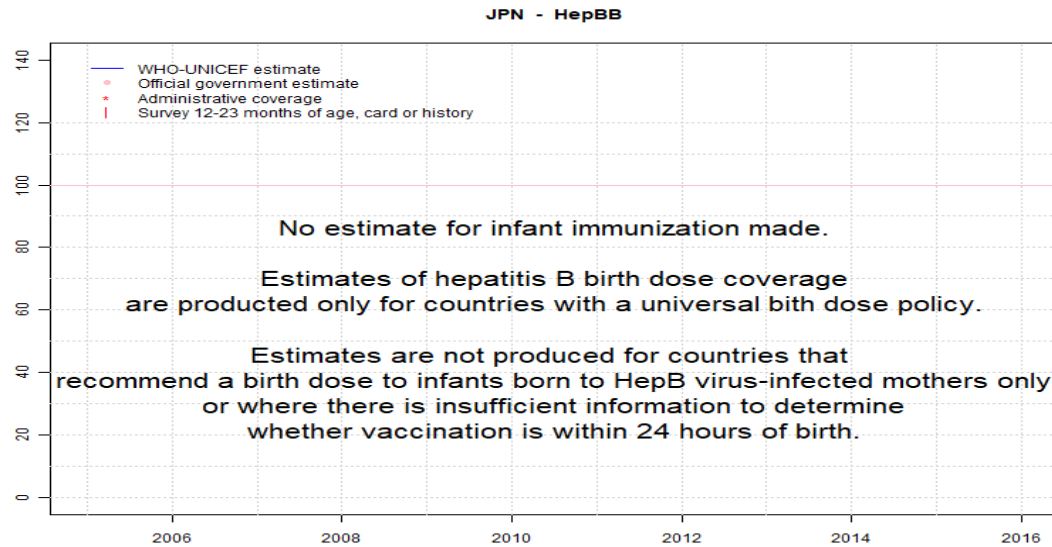 JPN - HepBB
WHO-UNICEF estimate
Official government estimate
Administrative coverage
Survey 12-23 months of age, card or history
140
120
100
80
60
40
20
0
No estimate for infant immunization made.
Estimates of hepatitis B birth dose coverage
are producted only for countries with a universal bith dose policy.
Estimates are not produced for countries that
recommend a birth dose to infants born to HepB virus-infected mothers only
or where there is insufficient information to determine
whether vaccination is within 24 hours of birth.
2006 2008 2010 2012 2014 2016